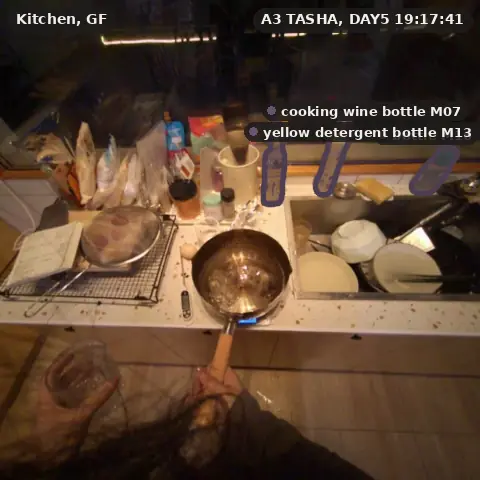 Kitchen, GF
A3 TASHA, DAY5 19:17:41
cooking wine bottle M07
yellow detergent bottle M13